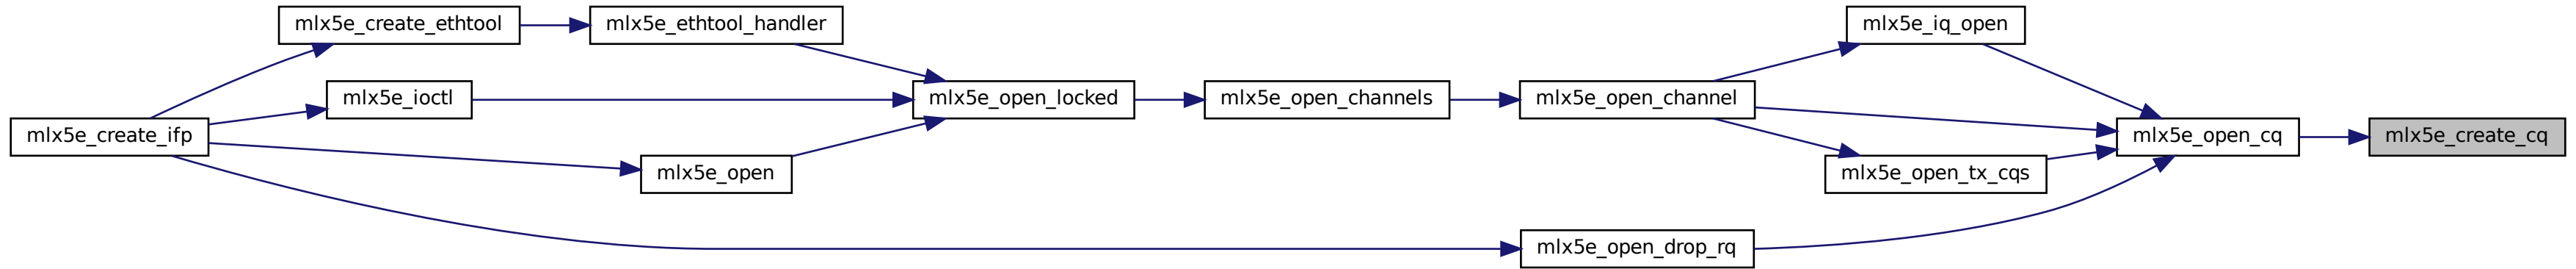 mlx5e_create_ethtool
mlx5e_ethtool_handler
mlx5e_iq_open
mlx5e_ioctl
mlx5e_open_locked
mlx5e_open_channels
mlx5e_open_channel
mlx5e_create_ifp
mlx5e_open_cq
mlx5e_create_cq
mlx5e_open
mlx5e_open_tx_cqs
mlx5e_open_drop_rq